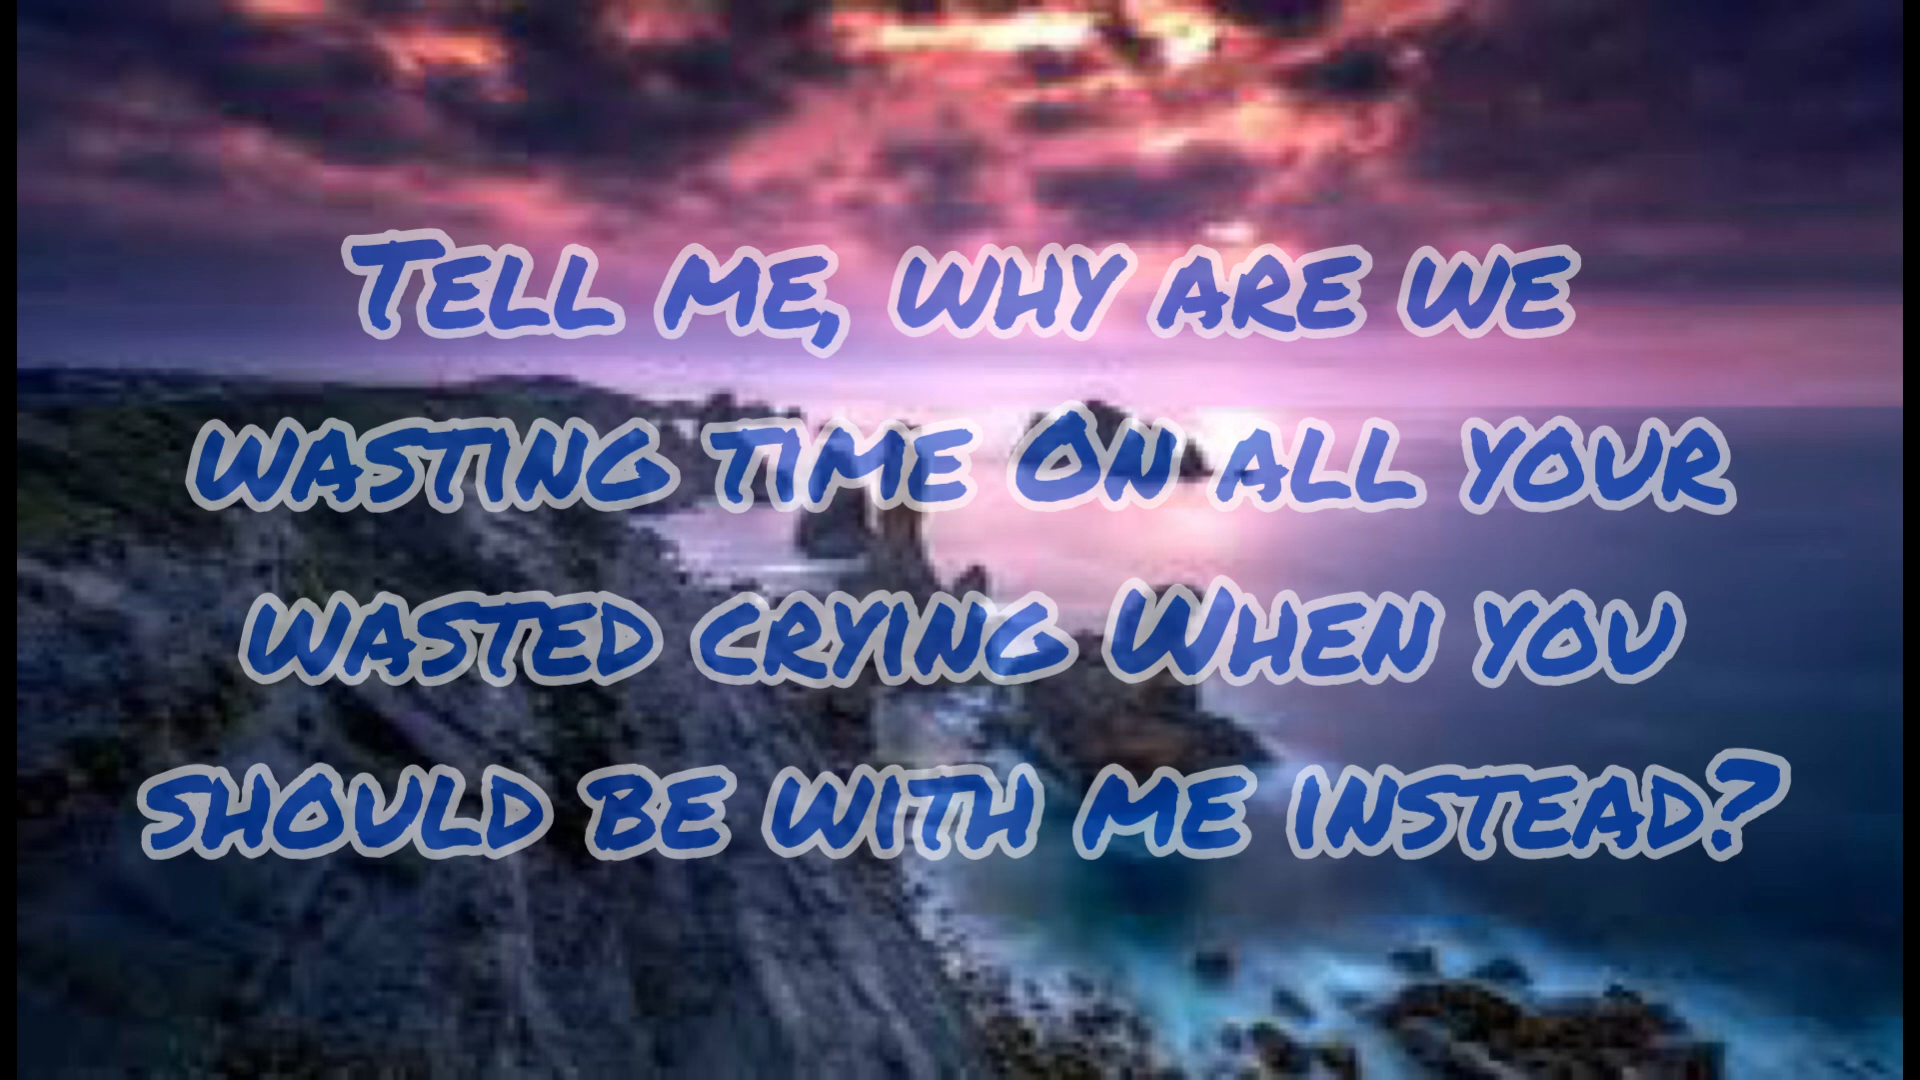 Tell me, why are we
wasting time On all your
wasted crying When you
should be with me instead?